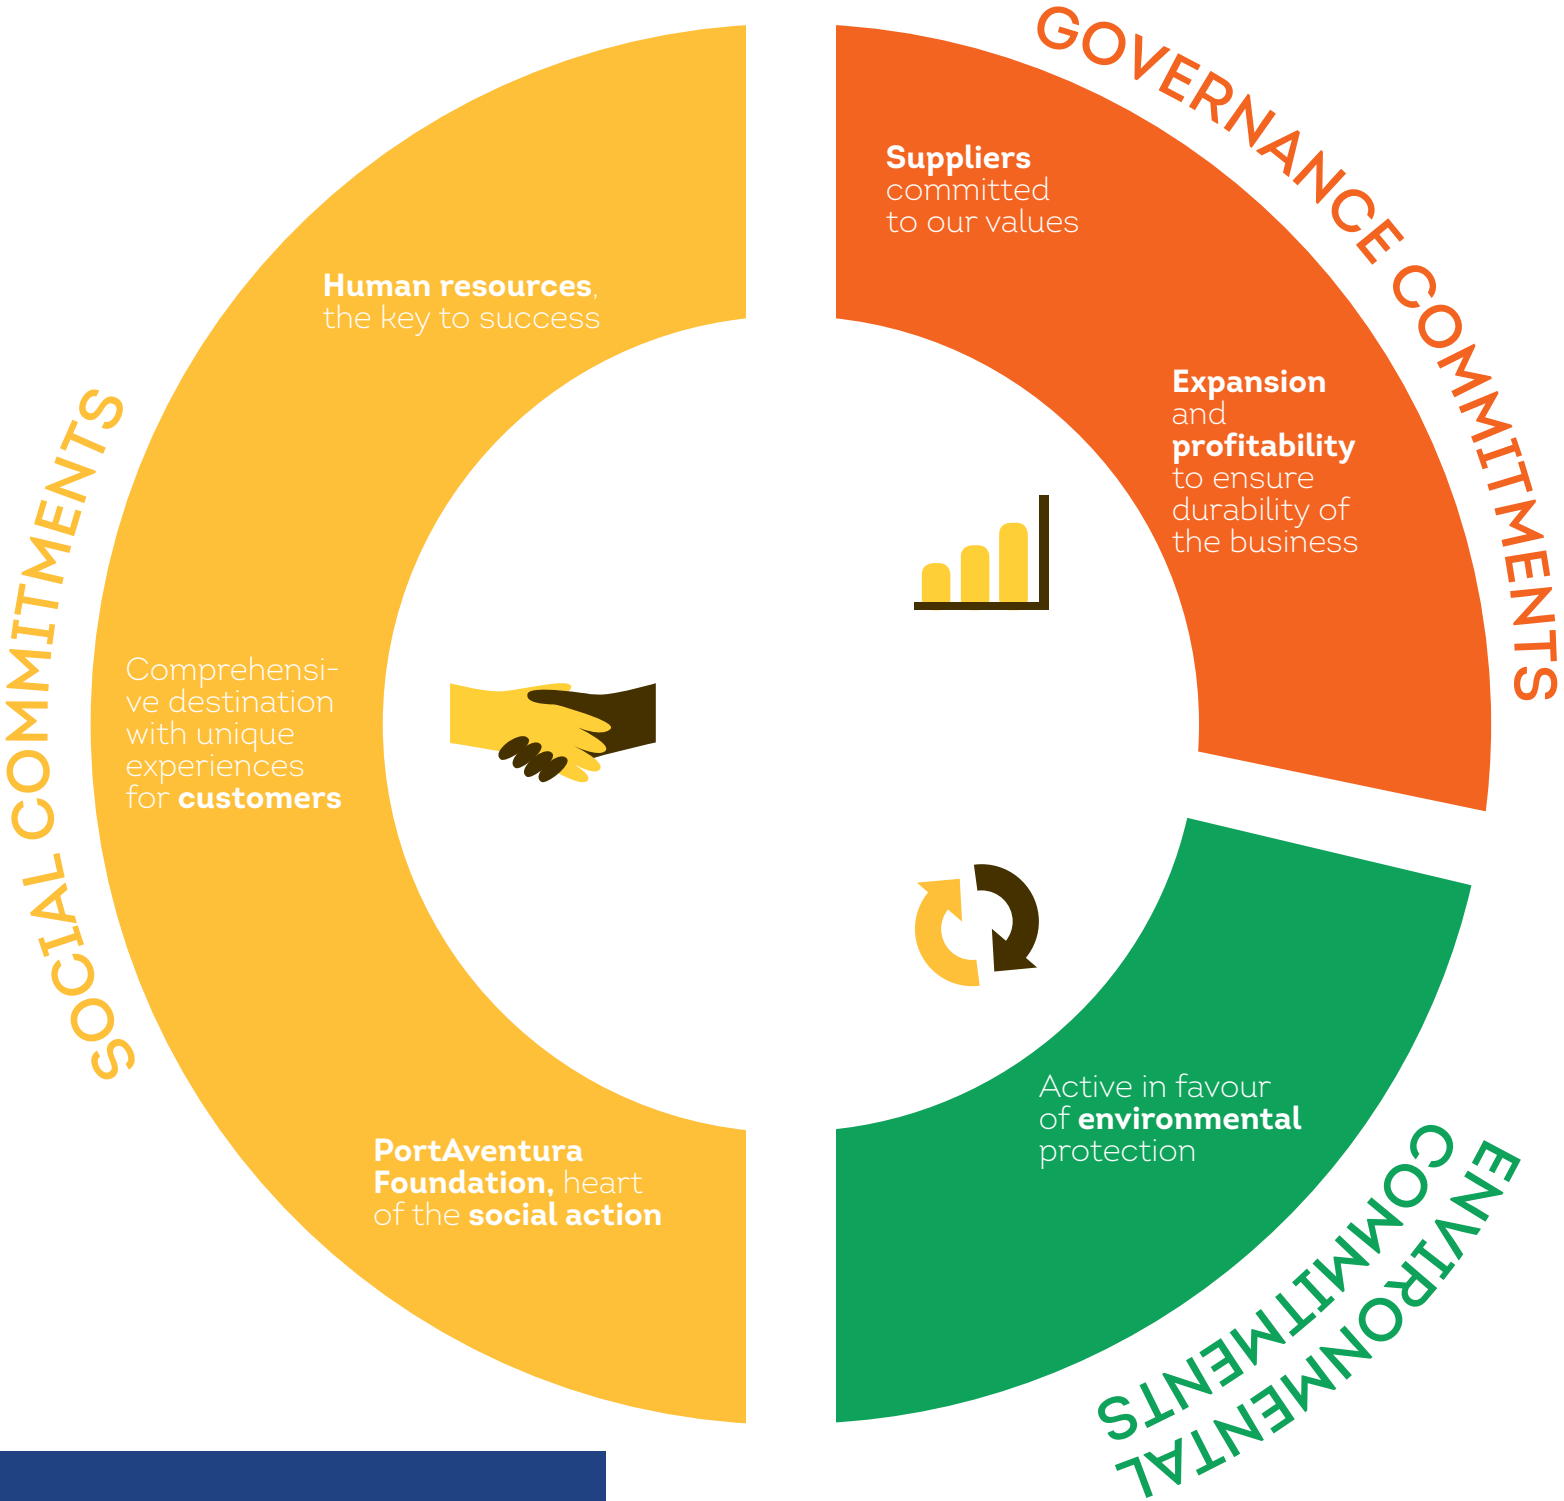 GOVERNANCE COMMITMENTS
Suppliers
committed
to our values
Expansion
and
profitability
to ensure
durability of
the business
SOCIAL COMMITMENTS
Human resources,
the key to success
Comprehensi-
ve destination
with unique
experiences
for customers
PortAventura
Foundation, heart
of the social action
Active in favour
of environmental
protection
ENVIRONMENTAL
COMMITMENTS